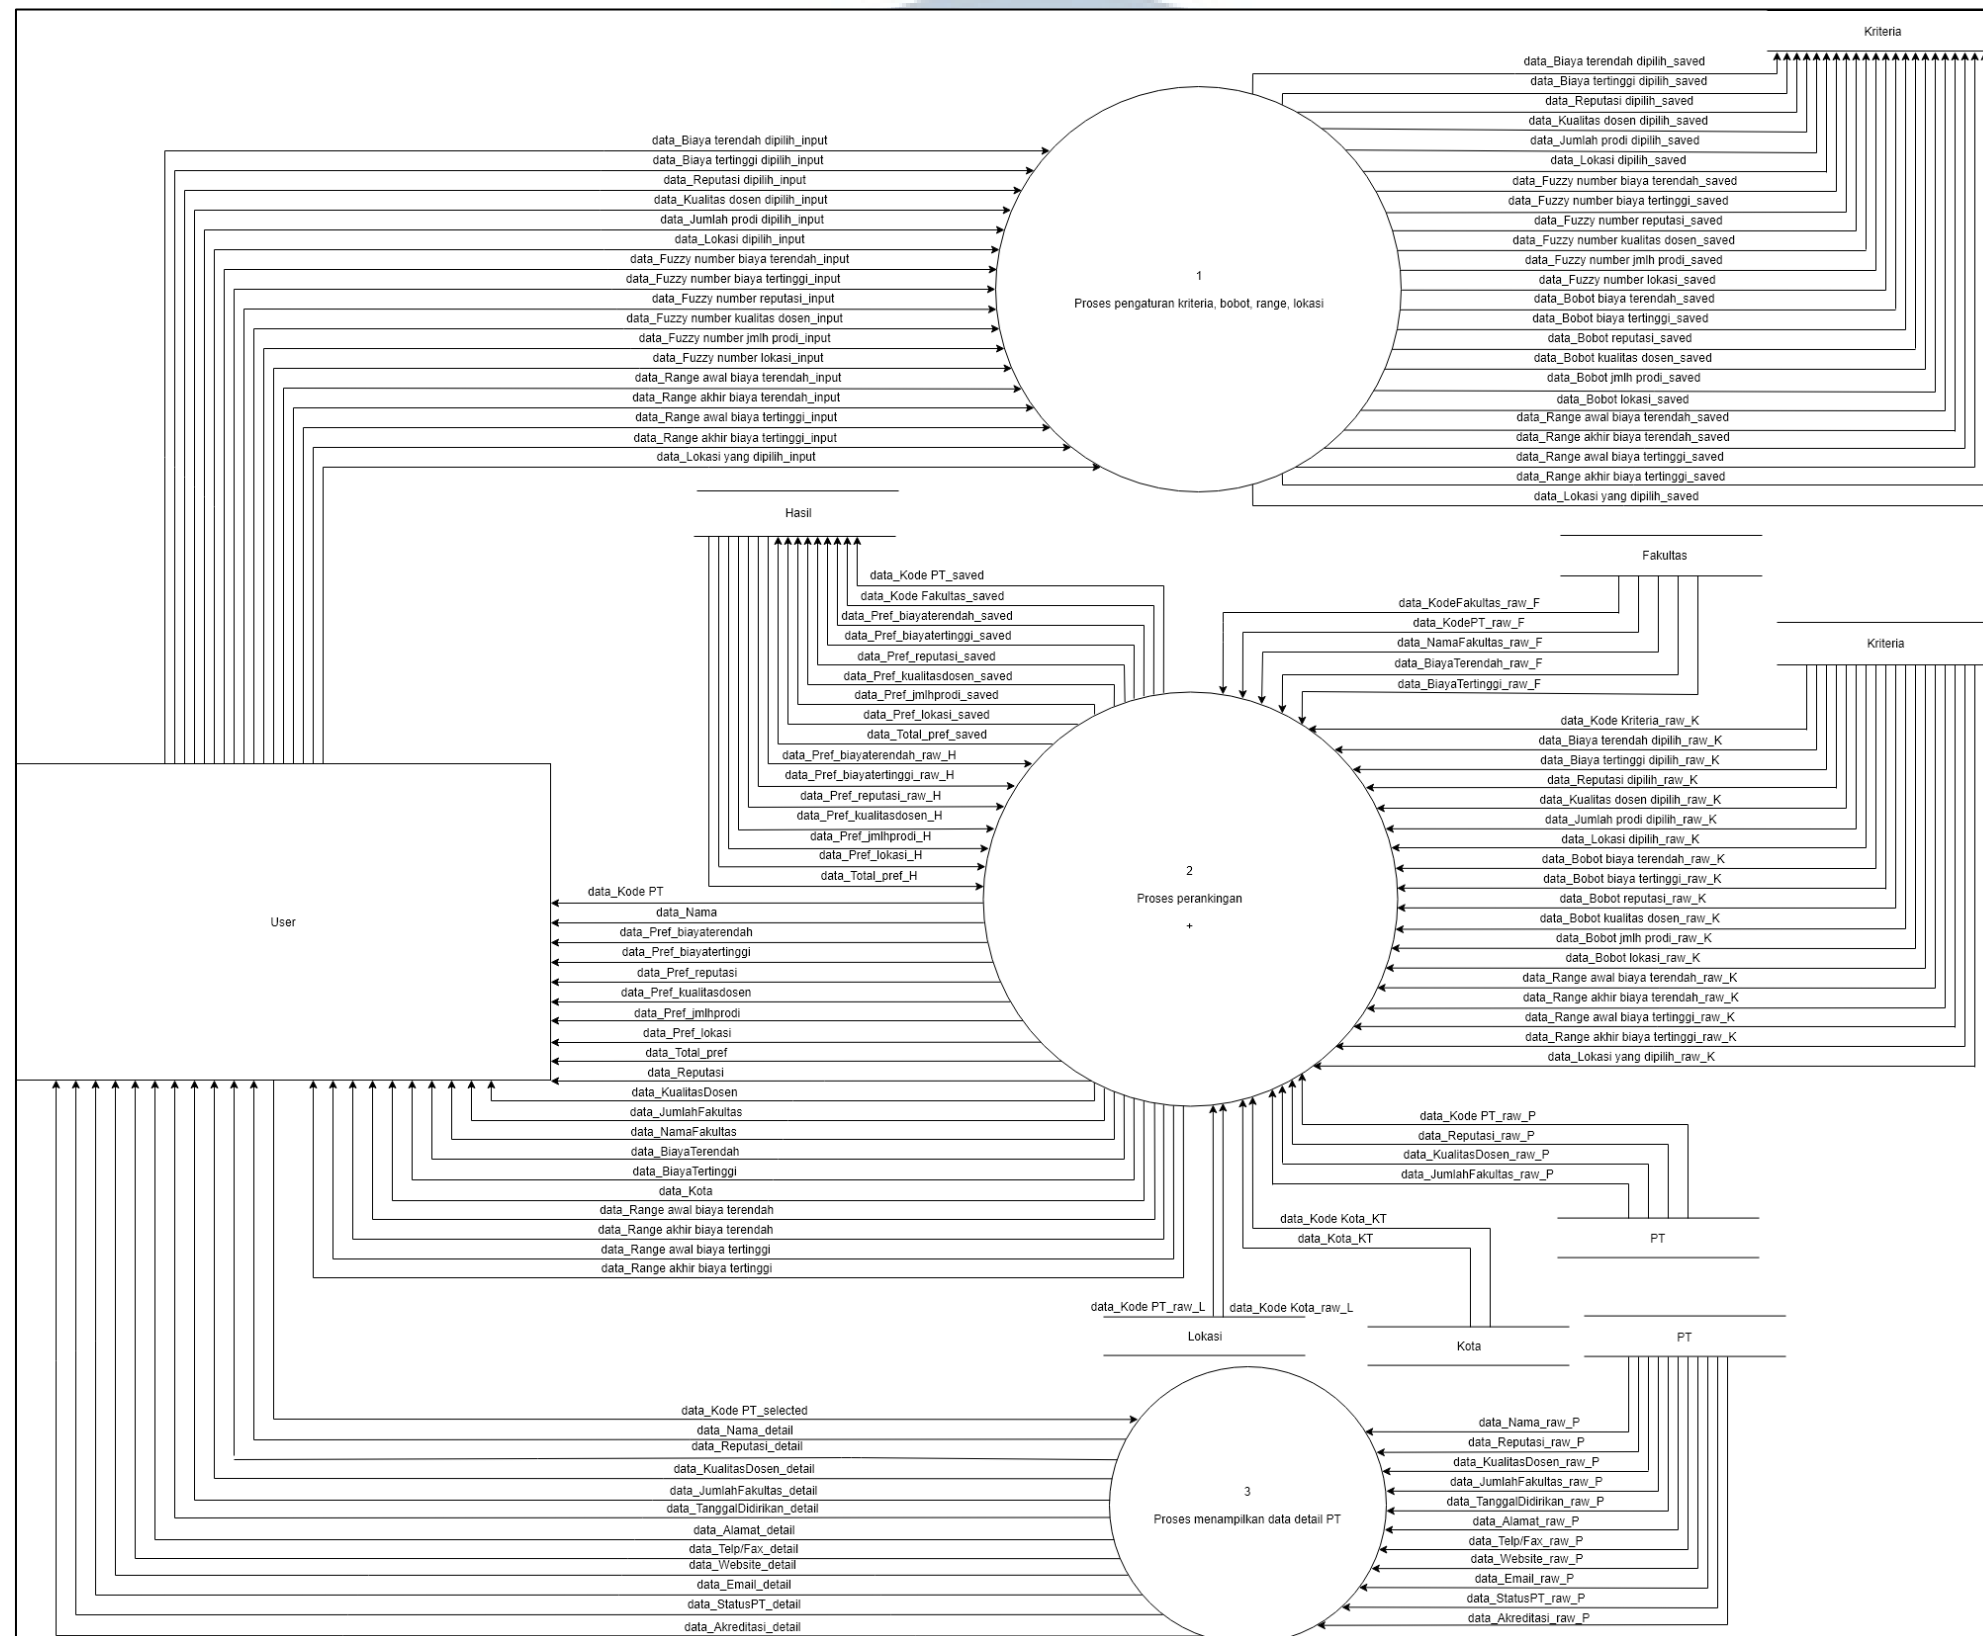 Kriteria
data_Biaya terendah dipilih_saved
data_Biaya tertinggi dipilih_saved
data_Reputasi dipilih_saved
data_Kualitas dosen dipilih_saved
data_Jumlah prodi dipilih_saved
data_Lokasi dipilih_saved
data_Fuzzy number biaya terendah_saved
data_Fuzzy number biaya tertinggi_saved
data_Fuzzy number reputasi_saved
data_Fuzzy number kualitas dosen_saved
data_Fuzzy number jmlh prodi_saved
data_Fuzzy number lokasi_saved
data_Bobot biaya terendah_saved
data_Bobot biaya tertinggi_saved
data_Bobot reputasi_saved
data_Bobot kualitas dosen_saved
data_Bobot jmlh prodi_saved
data_Bobot lokasi_saved
data_Range awal biaya terendah_saved
data_Range akhir biaya terendah_saved
data_Range awal biaya tertinggi_saved
data_Range akhir biaya tertinggi_saved
data_Lokasi yang dipilih_saved
data_Biaya terendah dipilih_input
data_Biaya tertinggi dipilih_input
data_Reputasi dipilih_input
data_Kualitas dosen dipilih_input
data_Jumlah prodi dipilih_input
data_Lokasi dipilih_input
data_Fuzzy number biaya terendah_input
data_Fuzzy number biaya tertinggi_input
data_Fuzzy number reputasi_input
data_Fuzzy number kualitas dosen_input
data_Fuzzy number jmlh prodi_input
data_Fuzzy number lokasi_input
data_Range awal biaya terendah_input
data_Range akhir biaya terendah_input
data_Range awal biaya tertinggi_input
data_Range akhir biaya tertinggi_input
data_Lokasi yang dipilih_input
1
Proses pengaturan kriteria, bobot, range, lokasi
Hasil
data_Kode PT_saved
data_Kode Fakultas_saved
data_Pref_biayaterendah_saved
data_Pref_biayatertinggi_saved
data_Pref_reputasi_saved
data_Pref_kualitasdosen_saved
data_Pref_jmlhprodi_saved
data_Pref_lokasi_saved
data_Total_pref_saved
data_Pref_biayaterendah_raw_H
data_Pref_biayatertinggi_raw_H
data_Pref_reputasi_raw_H
data_Pref_kualitasdosen_H
data_Pref_jmlhprodi_H
data_Pref_lokasi_H
data_Total_pref_H
Fakultas
data_KodeFakultas_raw_F
data_KodePT_raw_F
data_NamaFakultas_raw_F
data_BiayaTerendah_raw_F
data_BiayaTertinggi_raw_F
Kriteria
data_Kode Kriteria_raw_K
data_Biaya terendah dipilih_raw_K
data_Biaya tertinggi dipilih_raw_K
data_Reputasi dipilih_raw_K
data_Kualitas dosen dipilih_raw_K
data_Jumlah prodi dipilih_raw_K
data_Lokasi dipilih_raw_K
data_Bobot biaya terendah_raw_K
data_Bobot biaya tertinggi_raw_K
data_Bobot reputasi_raw_K
data_Bobot kualitas dosen_raw_K
data_Bobot jmlh prodi_raw_K
data_Bobot lokasi_raw_K
data_Range awal biaya terendah_raw_K
data_Range akhir biaya terendah_raw_K
data_Range awal biaya tertinggi_raw_K
data_Range akhir biaya tertinggi_raw_K
data_Lokasi yang dipilih_raw_K
2
Proses perankingan
+
User
data_Kode PT
data_Nama
data_Pref_biayaterendah
data_Pref_biayatertinggi
data_Pref_reputasi
data_Pref_kualitasdosen
data_Pref_jmlhprodi
data_Pref_lokasi
data_Total_pref
data_Reputasi
data_KualitasDosen
data_JumlahFakultas
data_NamaFakultas
data_BiayaTerendah
data_BiayaTertinggi
data_Kota
data_Range awal biaya terendah
data_Range akhir biaya terendah
data_Range awal biaya tertinggi
data_Range akhir biaya tertinggi
data_Kode PT_raw_P
data_Reputasi_raw_P
data_KualitasDosen_raw_P
data_JumlahFakultas_raw_P
PT
data_Kode Kota_KT
data_Kota_KT
Kota
data_Kode PT_raw_L
data_Kode Kota_raw_L
Lokasi
PT
data_Kode PT_selected
data_Nama_detail
data_Reputasi_detail
data_KualitasDosen_detail
data_JumlahFakultas_detail
data_TanggalDidirikan_detail
data_Alamat_detail
data_Telp/Fax_detail
data_Website_detail
data_Email_detail
data_StatusPT_detail
data_Akreditasi_detail
3
Proses menampilkan data detail PT
data_Nama_raw_P
data_Reputasi_raw_P
data_KualitasDosen_raw_P
data_JumlahFakultas_raw_P
data_TanggalDidirikan_raw_P
data_Alamat_raw_P
data_Telp/Fax_raw_P
data_Website_raw_P
data_Email_raw_P
data_StatusPT_raw_P
data_Akreditasi_raw_P